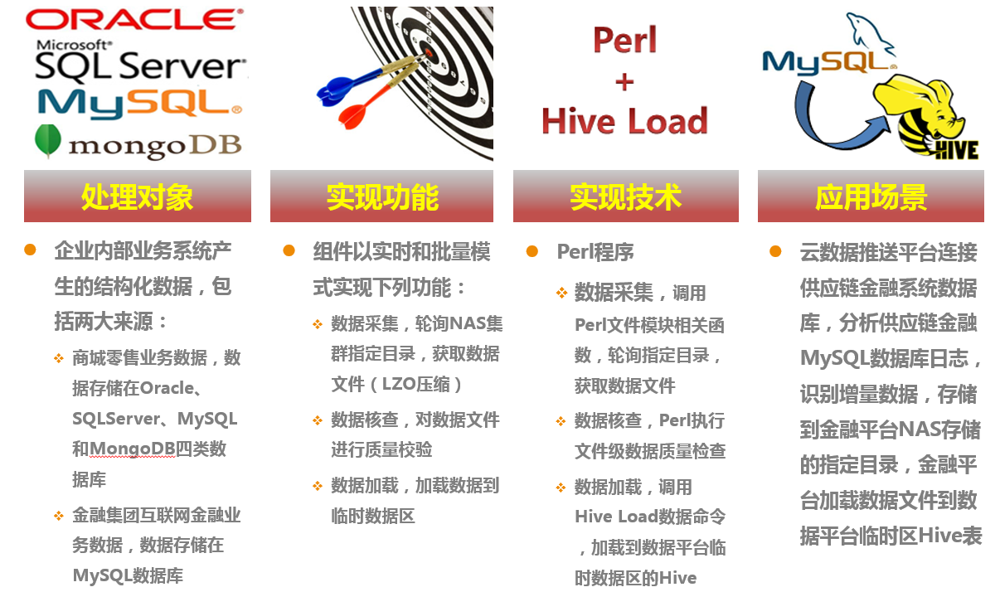 ORACLE®
Microsoft®
SQL Server®
MySQL®
mongoDB
处理对象
企业内部业务系统产
生的结构化数据，包
括两大来源：
商城零售业务数据，数
据存储在Oracle、
SQLServer、MySQL
和MongoDB四类数
据库
金融集团互联网金融业
务数据，数据存储在
MySQL数据库
实现功能
组件以实时和批量模
式实现下列功能：
数据采集，轮询NAS集
群指定目录，获取数据
文件（LZO压缩）
数据核查，对数据文件
进行质量校验
数据加载，加载数据到
临时数据区
Perl
+
Hive Load
实现技术
Perl程序
数据采集，调用
Perl文件模块相关函
数，轮询指定目录，
获取数据文件
数据核查，Perl执行
文件级数据质量检查
数据加载，调用
Hive Load数据命令
，加载到数据平台临
时数据区的Hive
MySQL®
HIVE
应用场景
云数据推送平台连接
供应链金融系统数据
库，分析供应链金融
MySQL数据库日志，
识别增量数据，存储
到金融平台NAS存储
的指定目录，金融平
台加载数据文件到数
据平台临时区Hive表